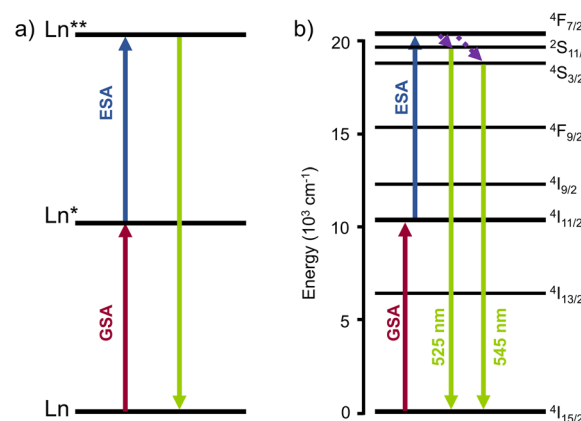 a)
Ln**
ESA
Ln*
GSA
Ln
b)
Energy (10³ cm⁻¹)
20
15
10
5
0
ESA
GSA
525 nm
545 nm
⁴F₇/₂
²S₁₁/
⁴S₃/₂
⁴F₉/₂
⁴I₉/₂
⁴I₁₁/₂
⁴I₁₃/₂
⁴I₁₅/₂